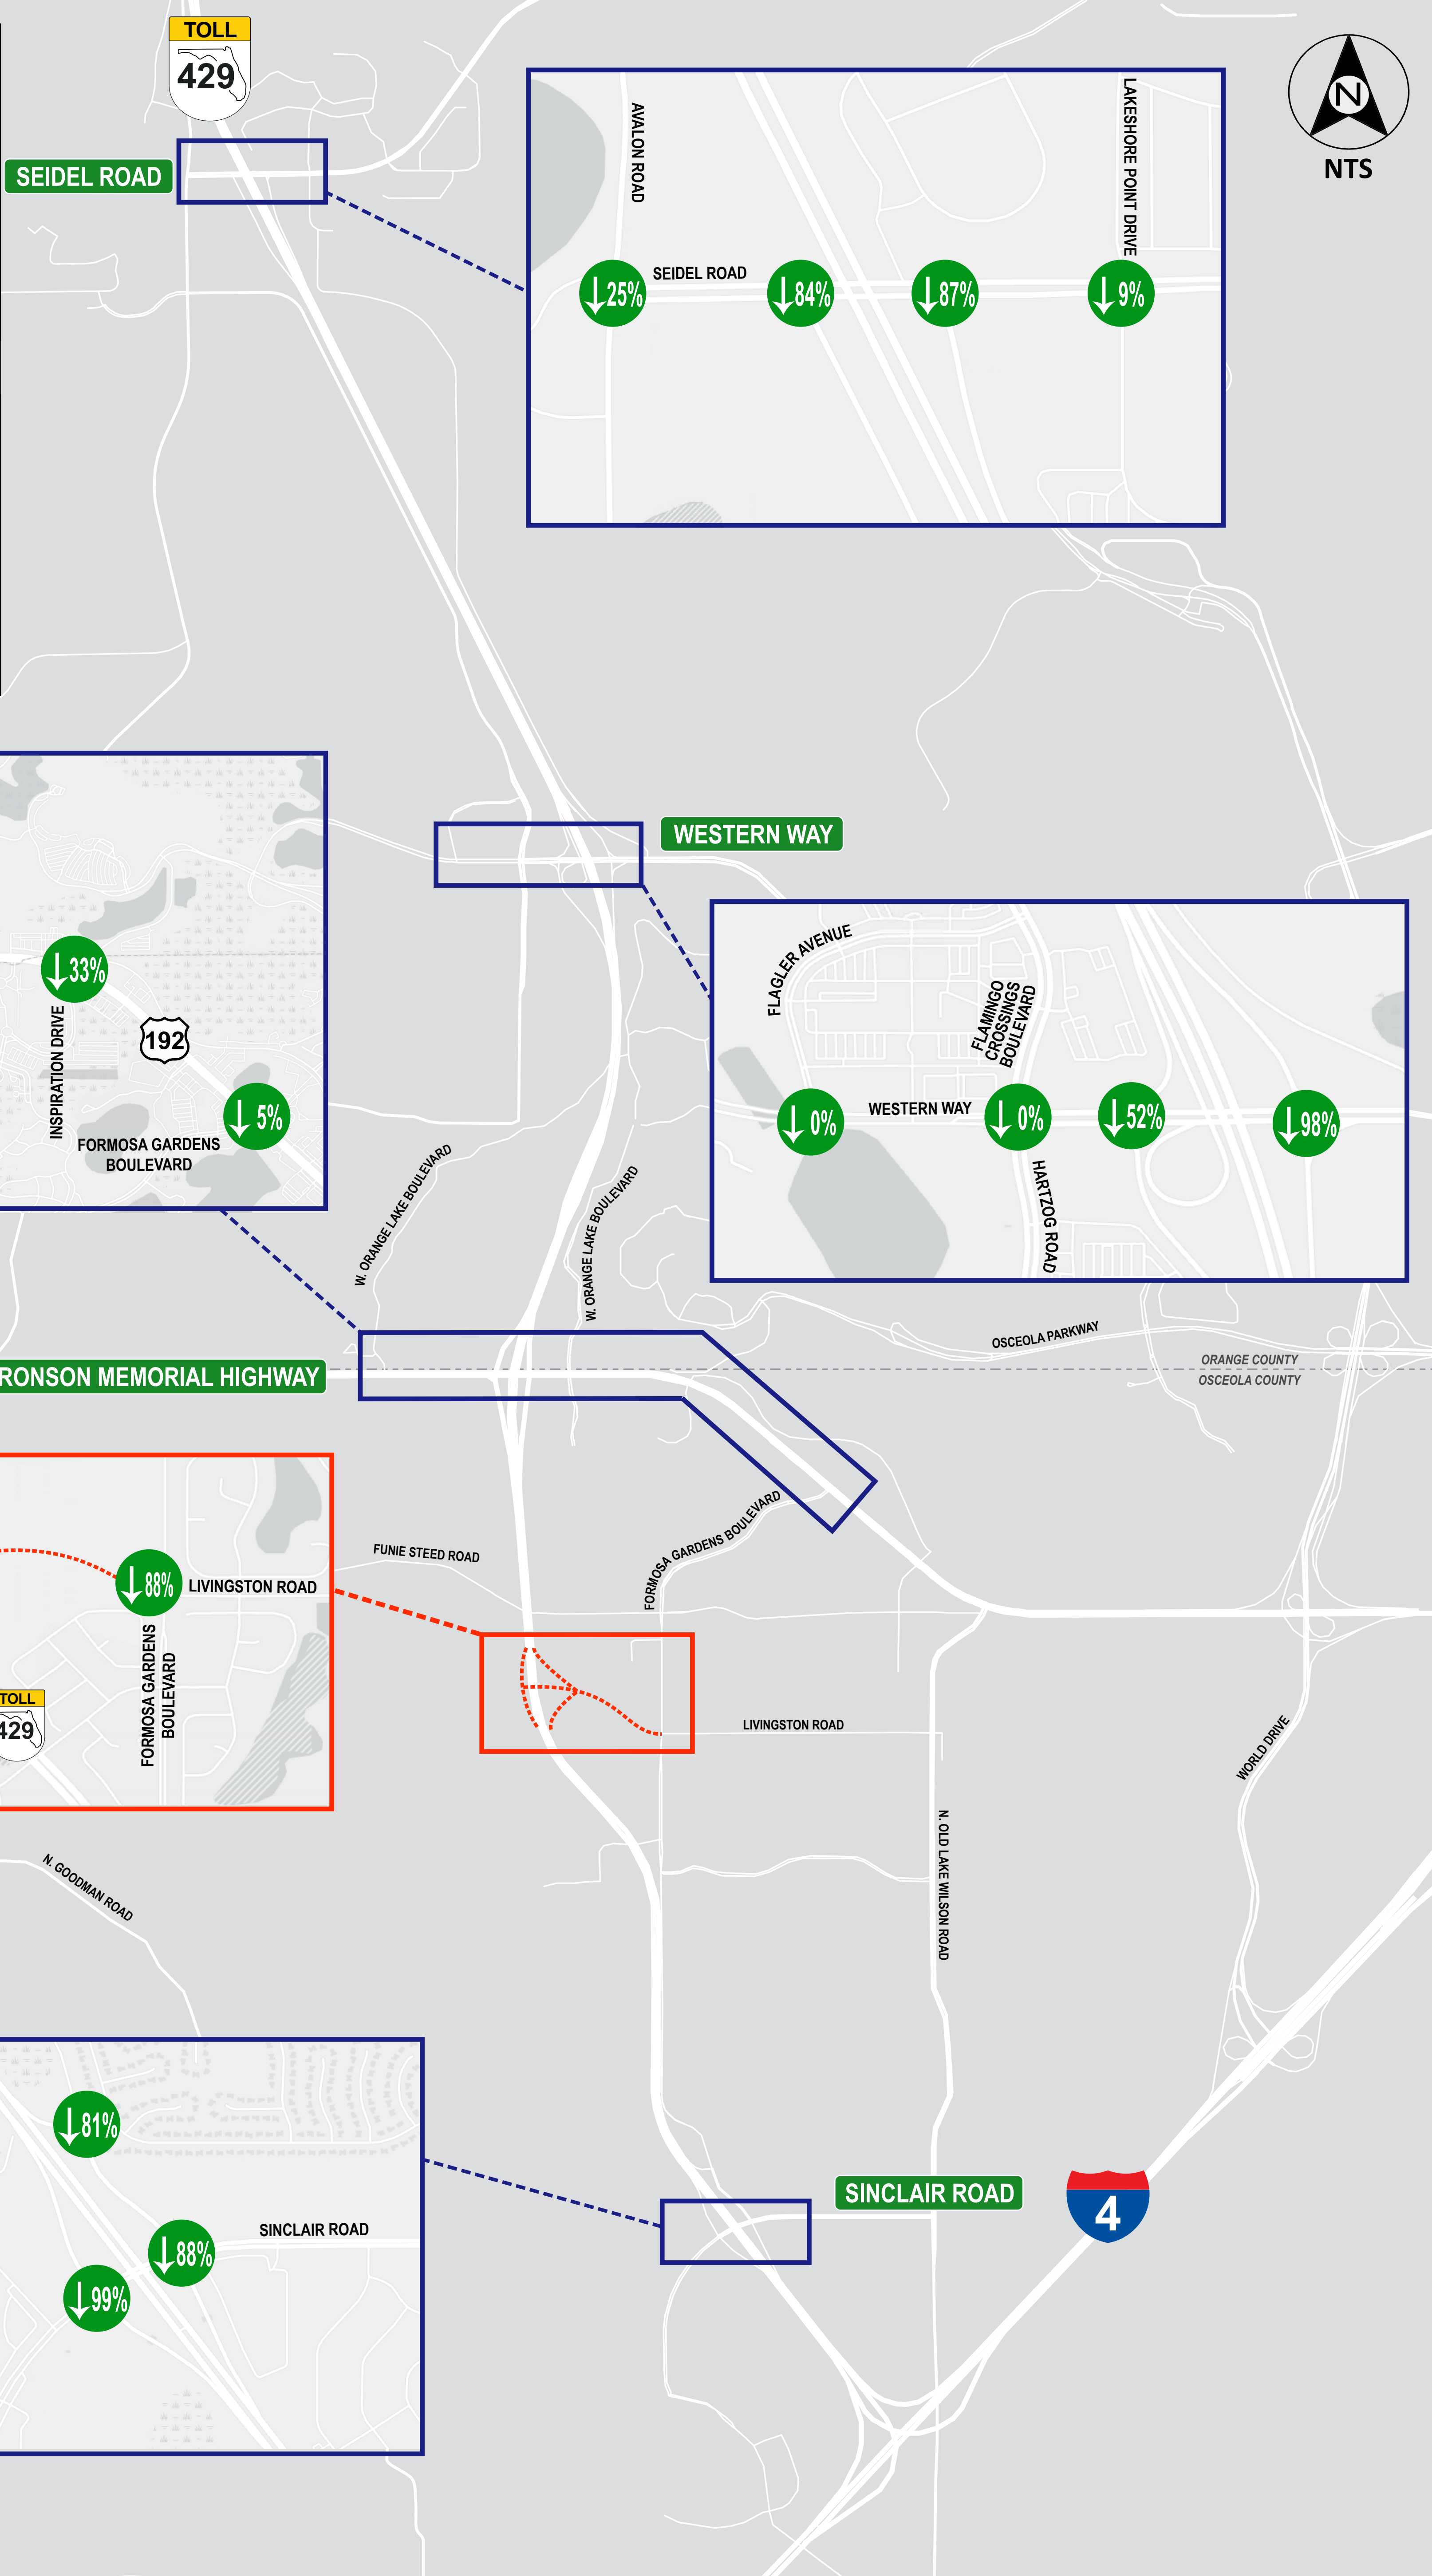 TOLL
429
SEIDEL ROAD
N
NTS
AVALON ROAD
LAKESHORE POINT DRIVE
SEIDEL ROAD
25%
84%
87%
9%
WESTERN WAY
33%
INSPIRATION DRIVE
192
5%
FORMOSA GARDENS
BOULEVARD
FLAGLER AVENUE
FLAMINGO
CROSSINGS
BOULEVARD
WESTERN WAY
0%
0%
52%
98%
HARTZOG ROAD
W. ORANGE LAKE BOULEVARD
W. ORANGE LAKE BOULEVARD
OSCEOLA PARKWAY
ORANGE COUNTY
OSCEOLA COUNTY
RONSON MEMORIAL HIGHWAY
FUNIE STEED ROAD
FORMOSA GARDENS BOULEVARD
88%
LIVINGSTON ROAD
FORMOSA GARDENS
BOULEVARD
TOLL
429
LIVINGSTON ROAD
WORLD DRIVE
N. OLD LAKE WILSON ROAD
N. GOODMAN ROAD
81%
SINCLAIR ROAD
88%
99%
SINCLAIR ROAD
4